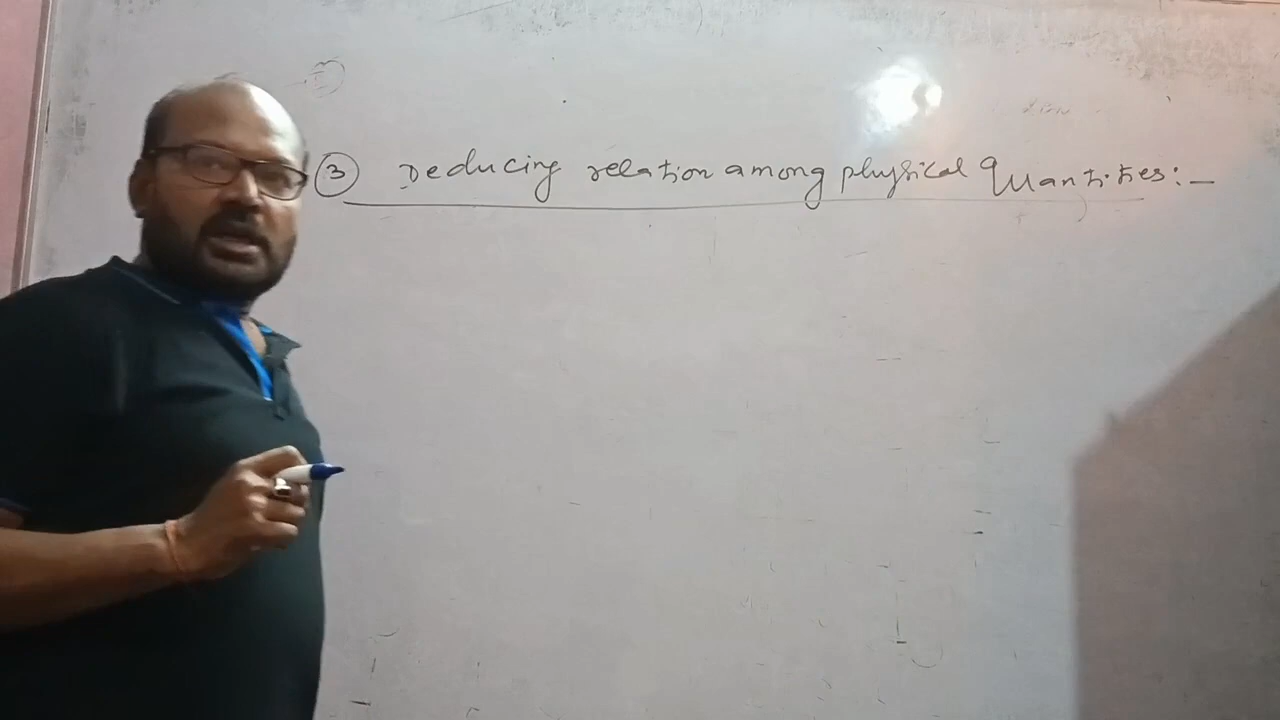 ③ Deducing relation among physical Quantities:-